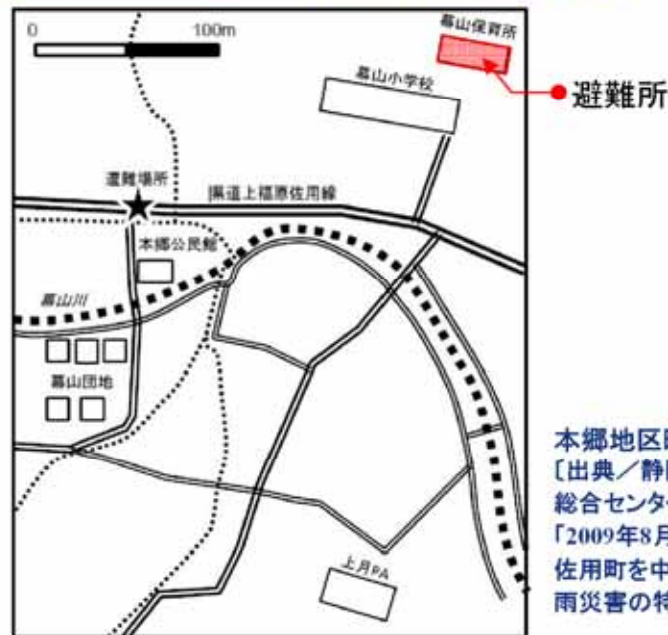 0
100m
幕山保育所
幕山小学校
避難所
遭難場所
県道上福原佐用線
本郷公民館
幕山川
幕山団地
上月PA
本郷地区
〔出典／静
総合センタ
「2009年8月
佐用町を中
雨災害の特